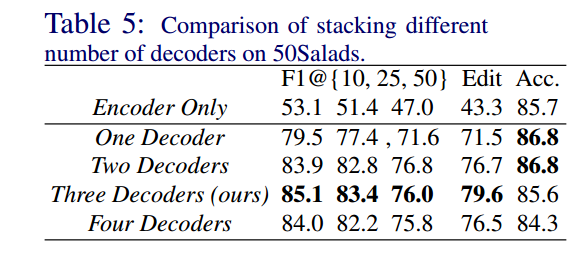 Table 5: Comparison of stacking different
number of decoders on 50Salads.
F1@{10, 25, 50} Edit Acc.
Encoder Only 53.1 51.4 47.0 43.3 85.7
One Decoder 79.5 77.4 , 71.6 71.5 86.8
Two Decoders 83.9 82.8 76.8 76.7 86.8
Three Decoders (ours) 85.1 83.4 76.0 79.6 85.6
Four Decoders 84.0 82.2 75.8 76.5 84.3